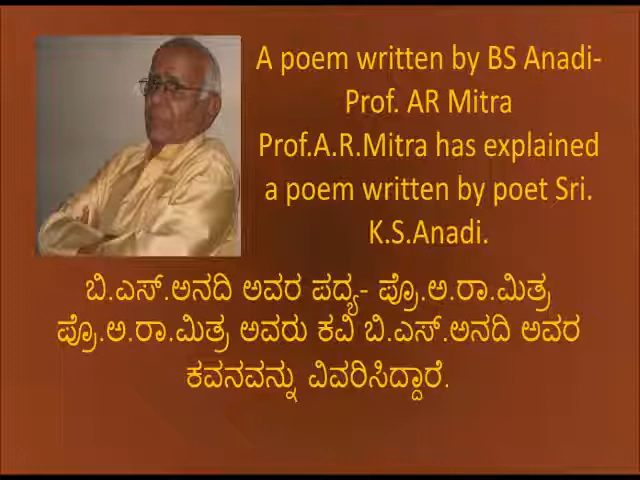 A poem written by BS Anadi-
Prof. AR Mitra
Prof.A.R.Mitra has explained
a poem written by poet Sri.
K.S.Anadi.
ಬಿ.ಎಸ್.ಅನದಿ ಅವರ ಪದ್ಯ- ಪ್ರೊ.ಅ.ರಾ.ಮಿತ್ರ
ಪ್ರೊ.ಅ.ರಾ.ಮಿತ್ರ ಅವರು ಕವಿ ಬಿ.ಎಸ್.ಅನದಿ ಅವರ
ಕವನವನ್ನು ವಿವರಿಸಿದ್ದಾರೆ.